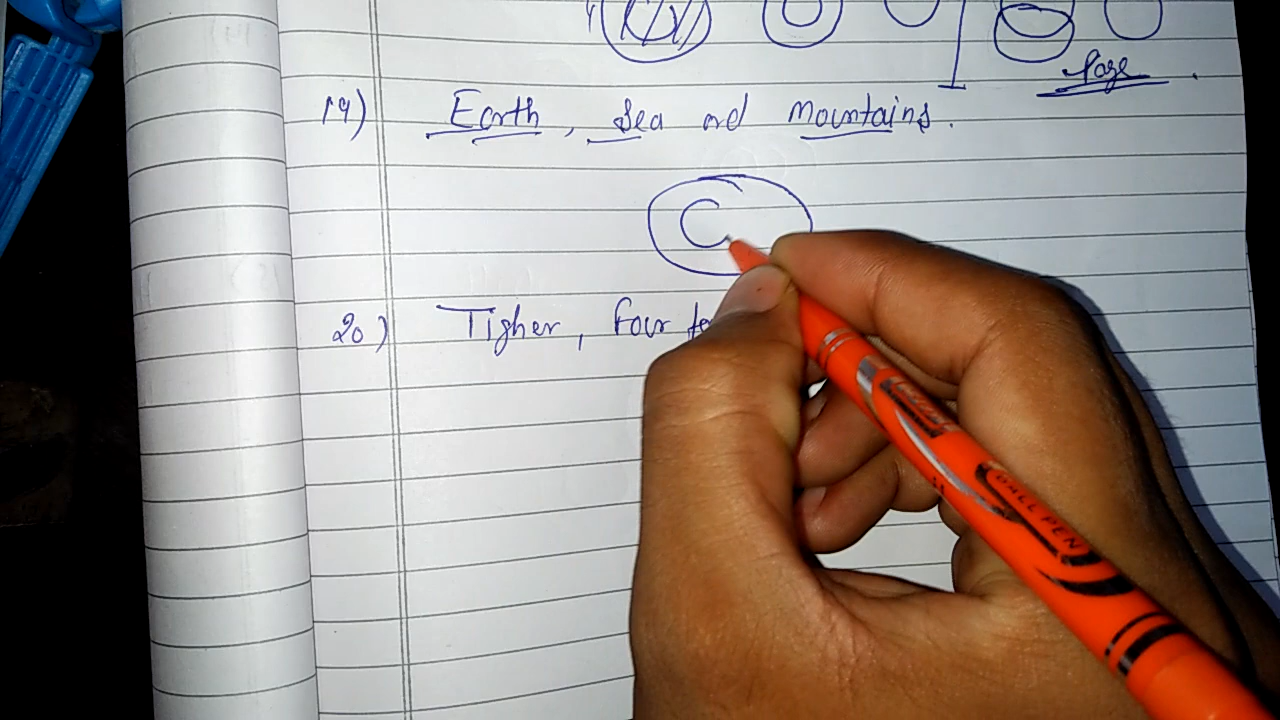 Page
19) Earth, Sea and Mountains.
20) Tigher, Four
BALL PEN